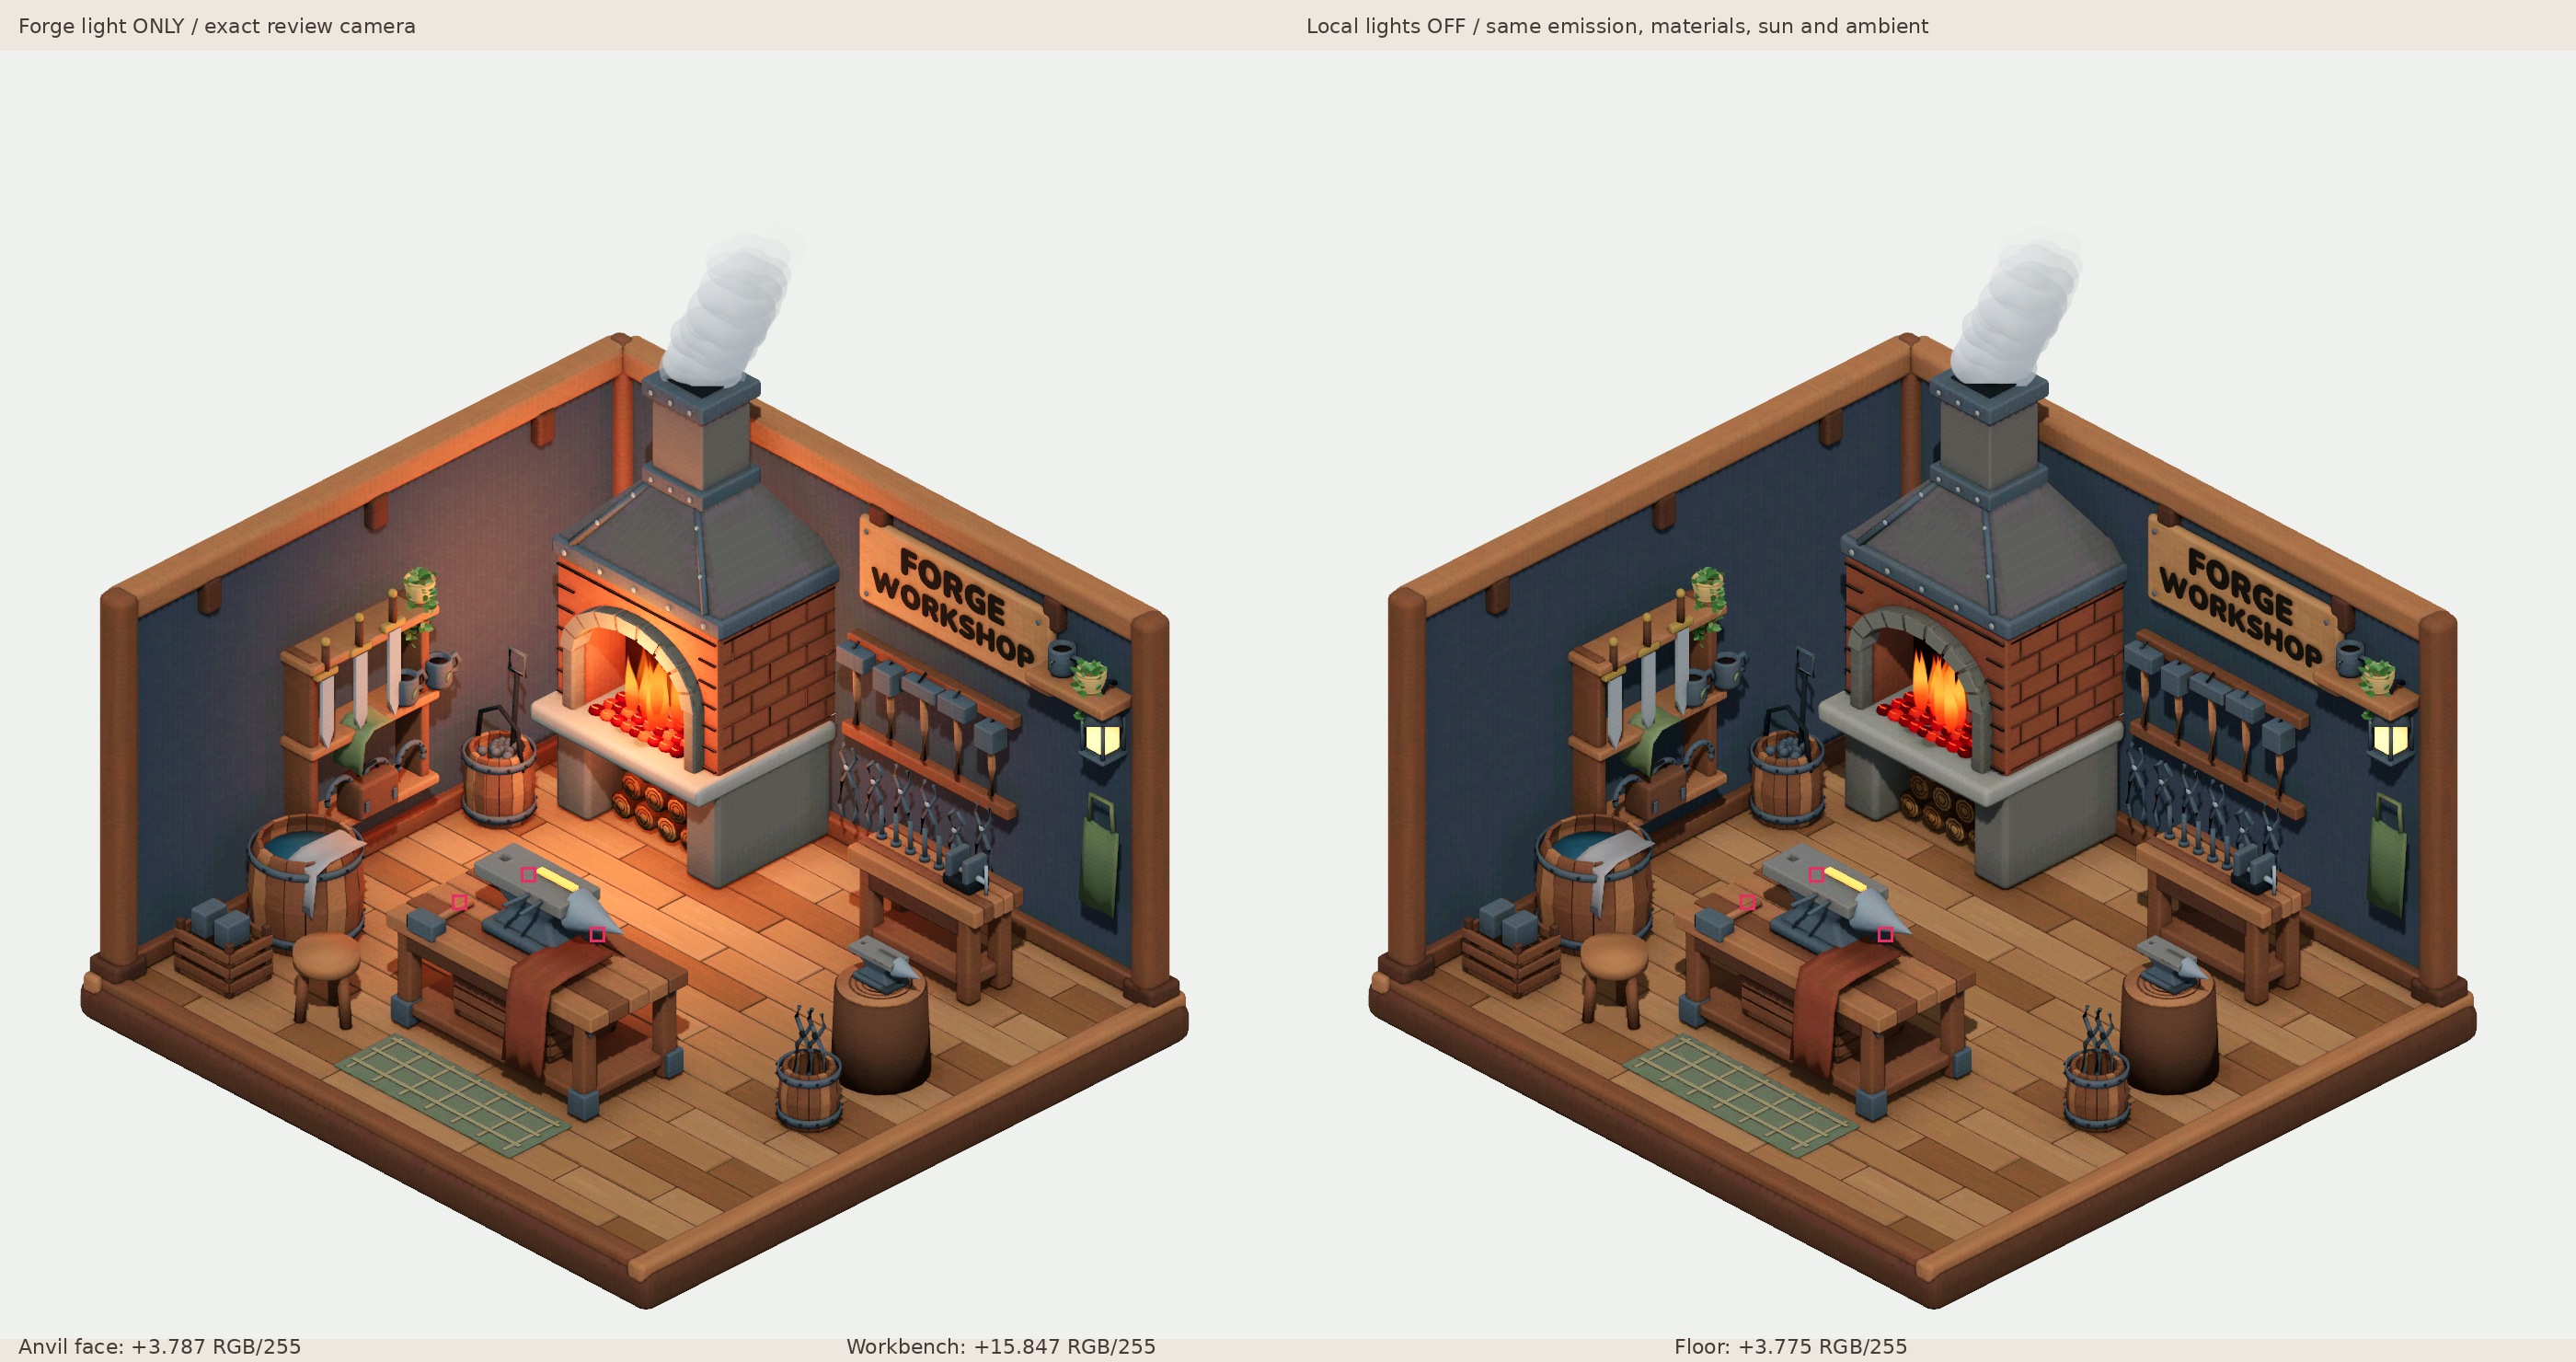 Forge light ONLY / exact review camera
Local lights OFF / same emission, materials, sun and ambient
FORGE
WORKSHOP
FORGE
WORKSHOP
Anvil face: +3.787 RGB/255
Workbench: +15.847 RGB/255
Floor: +3.775 RGB/255